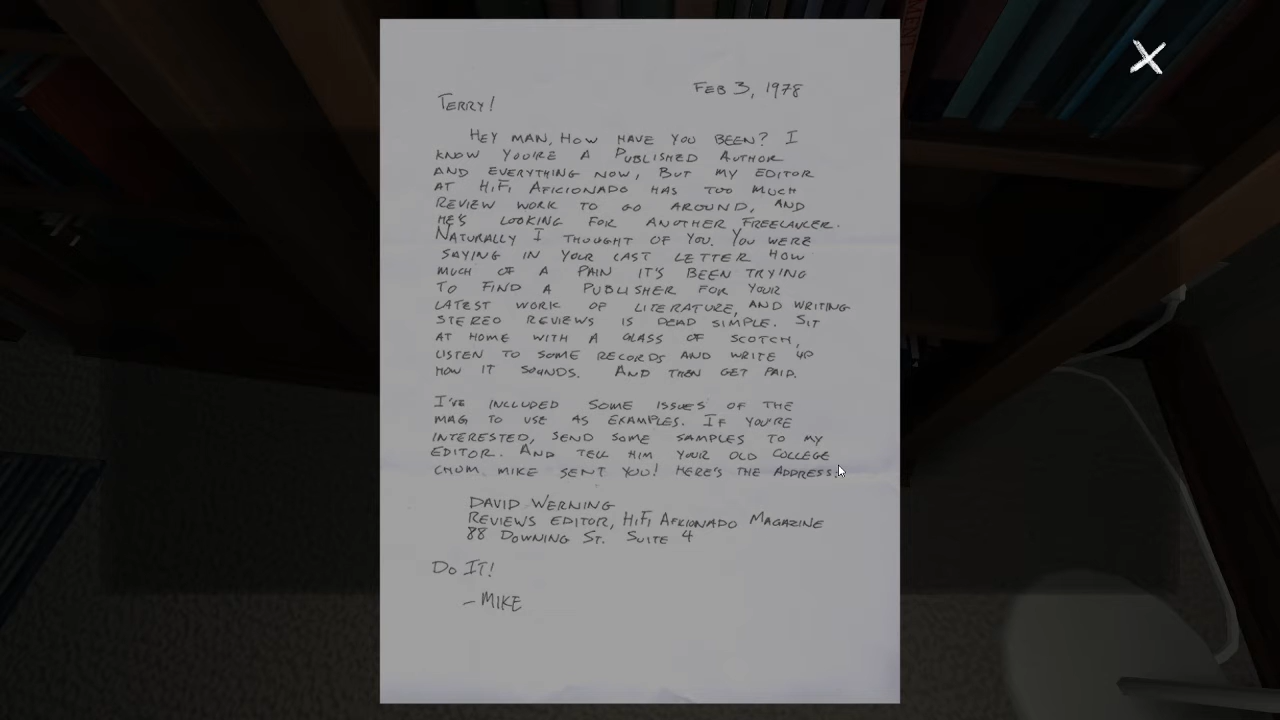 FEB 3, 1978
TERRY!
HEY MAN, HOW HAVE YOU BEEN? I
KNOW YOU'RE A PUBLISHED AUTHOR
AND EVERYTHING NOW, BUT MY EDITOR
AT HIFI AFICIONADO HAS TOO MUCH
REVIEW WORK TO GO AROUND, AND
HE'S LOOKING FOR ANOTHER FREELANCER.
NATURALLY I THOUGHT OF YOU. YOU WERE
SAYING IN YOUR LAST LETTER HOW
MUCH OF A PAIN IT'S BEEN TRYING
TO FIND A PUBLISHER FOR YOUR
LATEST WORK OF LITERATURE, AND WRITING
STEREO REVIEWS IS DEAD SIMPLE. SIT
AT HOME WITH A GLASS OF SCOTCH,
LISTEN TO SOME RECORDS AND WRITE UP
HOW IT SOUNDS. AND THEN GET PAID.
I'VE INCLUDED SOME ISSUES OF THE
MAG TO USE AS EXAMPLES. IF YOU'RE
INTERESTED, SEND SOME SAMPLES TO MY
EDITOR. AND TELL HIM YOUR OLD COLLEGE
CHUM MIKE SENT YOU! HERE'S THE ADDRESS:
DAVID WERNING
REVIEWS EDITOR, HIFI AFICIONADO MAGAZINE
88 DOWNING ST. SUITE 4
DO IT!
– MIKE